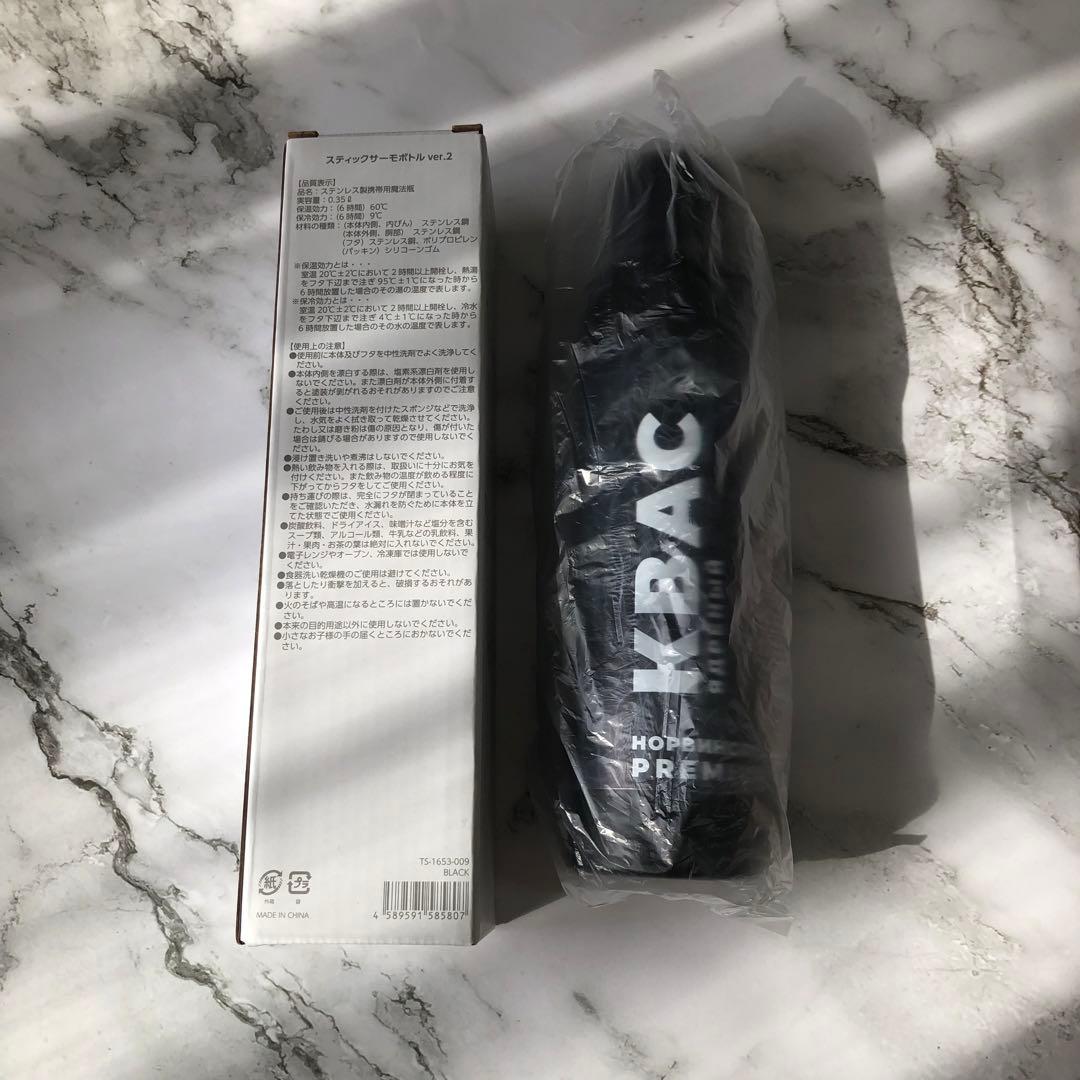 スティックサーモボトル ver.2
【品質表示】
品名：ステンレス製携帯用魔法瓶
実容量：0.35ℓ
保温効力：(6時間) 60℃
保冷効力：(6時間) 9℃
材料の種類：(本体内側、内びん) ステンレス鋼
(本体外側、胴部) ステンレス鋼
(フタ) ステンレス鋼、ポリプロピレン
(パッキン) シリコーンゴム
※保温効力とは・・・
室温20℃±2℃において2時間以上開栓し、熱湯
をフタ下辺まで注ぎ95℃±1℃になった時から
6時間放置した場合のその湯の温度で表します。
※保冷効力とは・・・
室温20℃±2℃において2時間以上開栓し、冷水
をフタ下辺まで注ぎ4℃±1℃になった時から
6時間放置した場合のその水の温度で表します。
【使用上の注意】
●使用前に本体及びフタを中性洗剤でよく洗浄してく
ださい。
●本体内側を漂白する際は、塩素系漂白剤を使用し
ないでください。また漂白剤が本体外側に付着す
ると塗装が剥がれるおそれがありますのでご注意
ください。
●ご使用後は中性洗剤を付けたスポンジなどで洗浄
し、水気をよく拭き取って乾燥させてください。
たわし又は磨き粉は傷の原因となり、傷が付いた
場合は錆びる場合がありますので使用しないでく
ださい。
●浸け置き洗いや煮沸はしないでください。
●熱い飲み物を入れる際は、取扱いに十分にお気を
付けください。また飲み物の温度が飲める程度に
下がってからフタをしてご使用ください。
●持ち運びの際は、完全にフタが閉まっていること
をご確認いただき、水漏れを防ぐために本体を立
てた状態でご使用ください。
●炭酸飲料、ドライアイス、味噌汁など塩分を含む
スープ類、アルコール類、牛乳などの乳飲料、果
汁・果肉・お茶の葉は絶対に入れないでください。
●電子レンジやオーブン、冷凍庫では使用しないで
ください。
●食器洗い乾燥機のご使用は避けてください。
●落としたり衝撃を加えると、破損するおそれがあ
ります。
●火のそばや高温になるところには置かないでくだ
さい。
●本来の目的用途以外に使用しないでください。
●小さなお子様の手の届くところにおかないでくだ
さい。
TS-1653-009
BLACK
紙
外箱
プラ
袋
MADE IN CHINA
4 589591 585807
КВАС
PREM